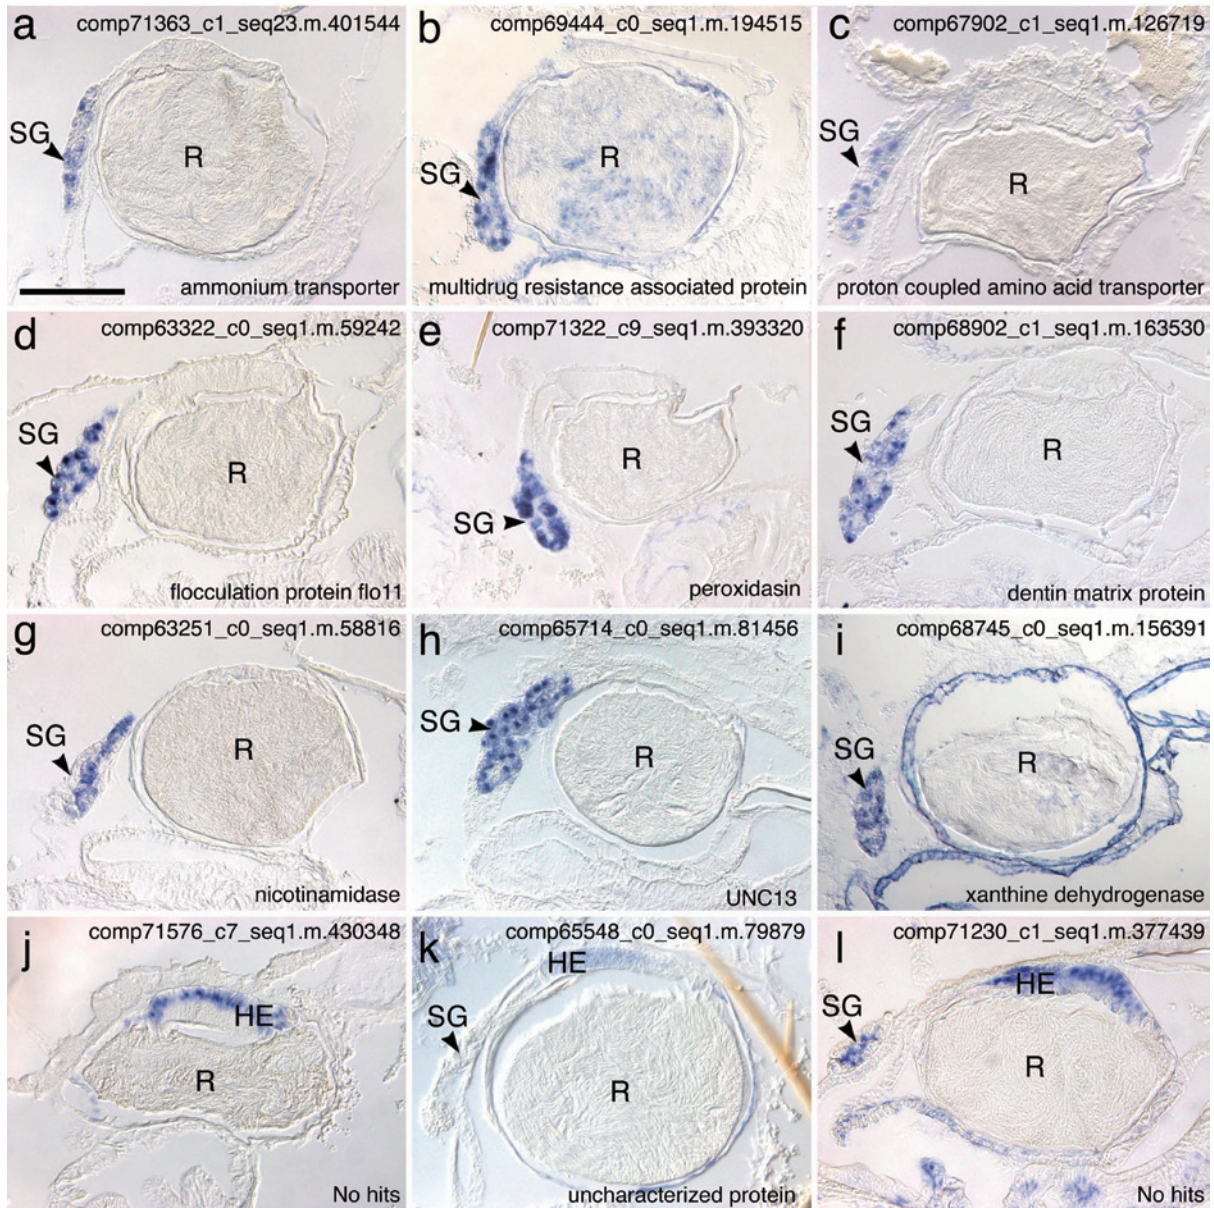 a
comp71363_c1_seq23.m.401544
SG
R
ammonium transporter
b
comp69444_c0_seq1.m.194515
SG
R
multidrug resistance associated protein
c
comp67902_c1_seq1.m.126719
SG
R
proton coupled amino acid transporter
d
comp63322_c0_seq1.m.59242
SG
R
flocculation protein flo11
e
comp71322_c9_seq1.m.393320
R
SG
peroxidasin
f
comp68902_c1_seq1.m.163530
SG
R
dentin matrix protein
g
comp63251_c0_seq1.m.58816
SG
R
nicotinamidase
h
comp65714_c0_seq1.m.81456
SG
R
UNC13
i
comp68745_c0_seq1.m.156391
SG
R
xanthine dehydrogenase
j
comp71576_c7_seq1.m.430348
HE
R
No hits
k
comp65548_c0_seq1.m.79879
HE
SG
R
uncharacterized protein
l
comp71230_c1_seq1.m.377439
HE
SG
R
No hits